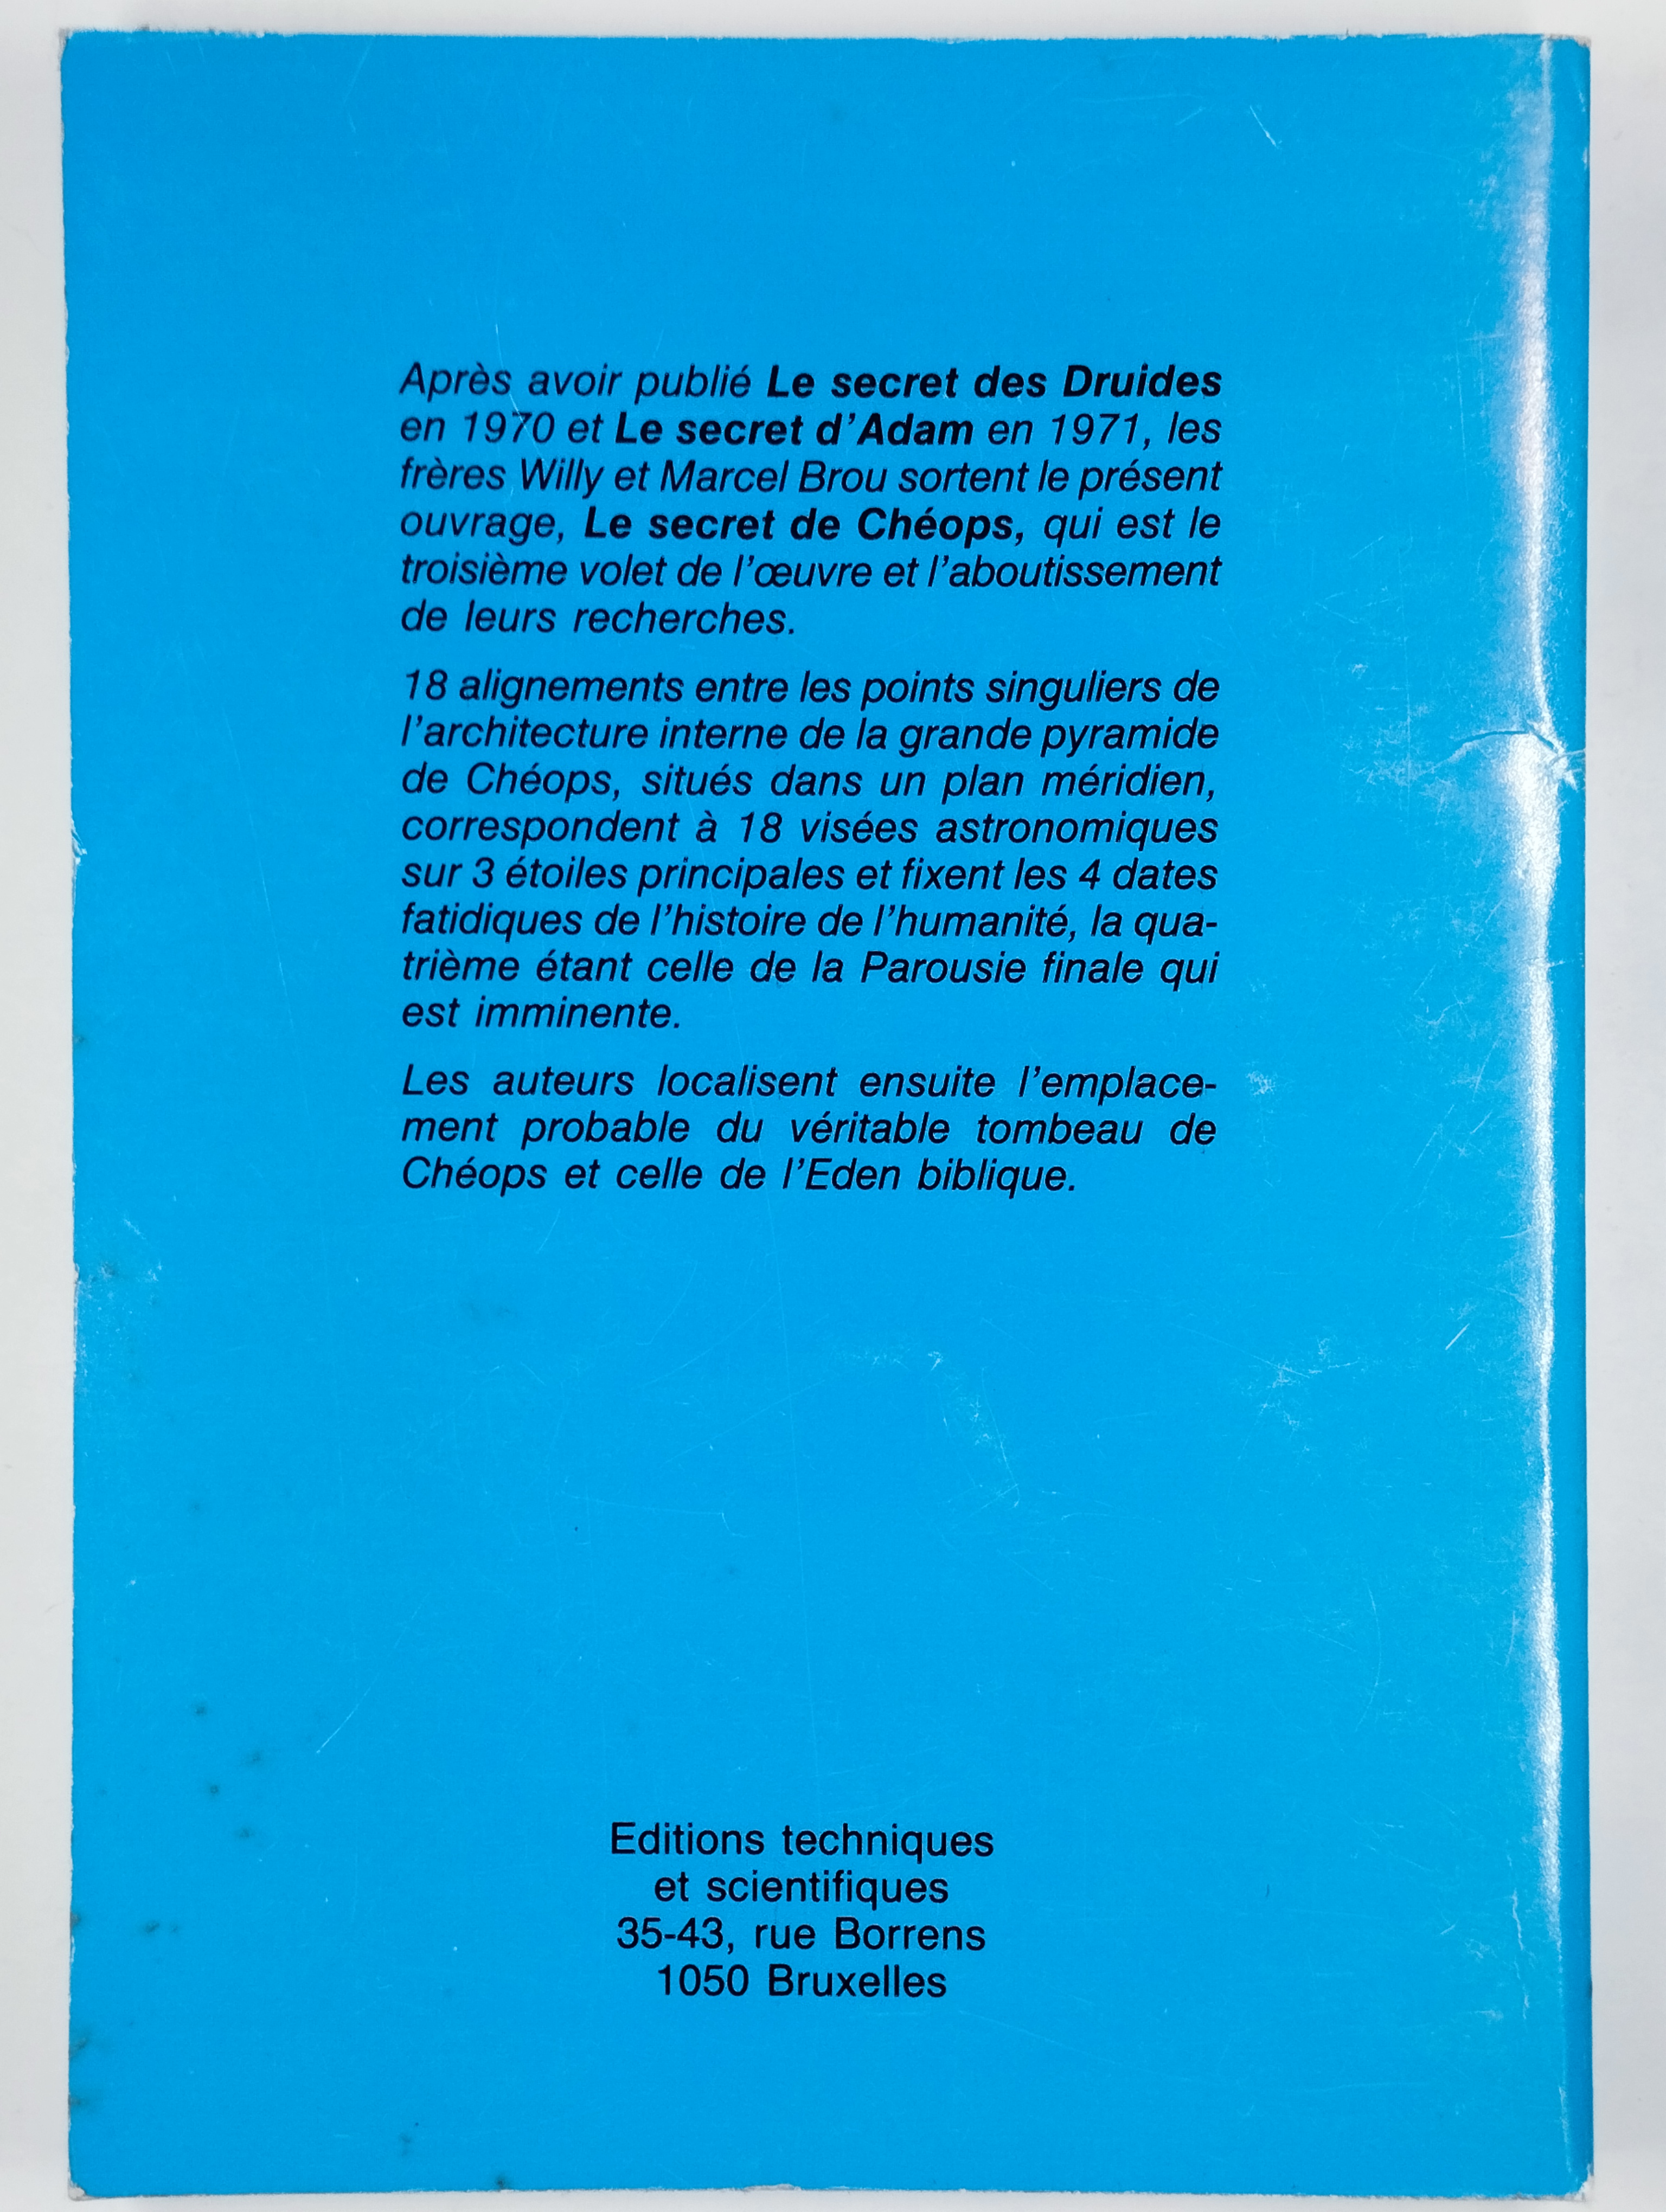 Après avoir publié Le secret des Druides
en 1970 et Le secret d'Adam en 1971, les
frères Willy et Marcel Brou sortent le présent
ouvrage, Le secret de Chéops, qui est le
troisième volet de l'œuvre et l'aboutissement
de leurs recherches.
18 alignements entre les points singuliers de
l'architecture interne de la grande pyramide
de Chéops, situés dans un plan méridien,
correspondent à 18 visées astronomiques
sur 3 étoiles principales et fixent les 4 dates
fatidiques de l'histoire de l'humanité, la qua-
trième étant celle de la Parousie finale qui
est imminente.
Les auteurs localisent ensuite l'emplace-
ment probable du véritable tombeau de
Chéops et celle de l'Eden biblique.
Editions techniques
et scientifiques
35-43, rue Borrens
1050 Bruxelles